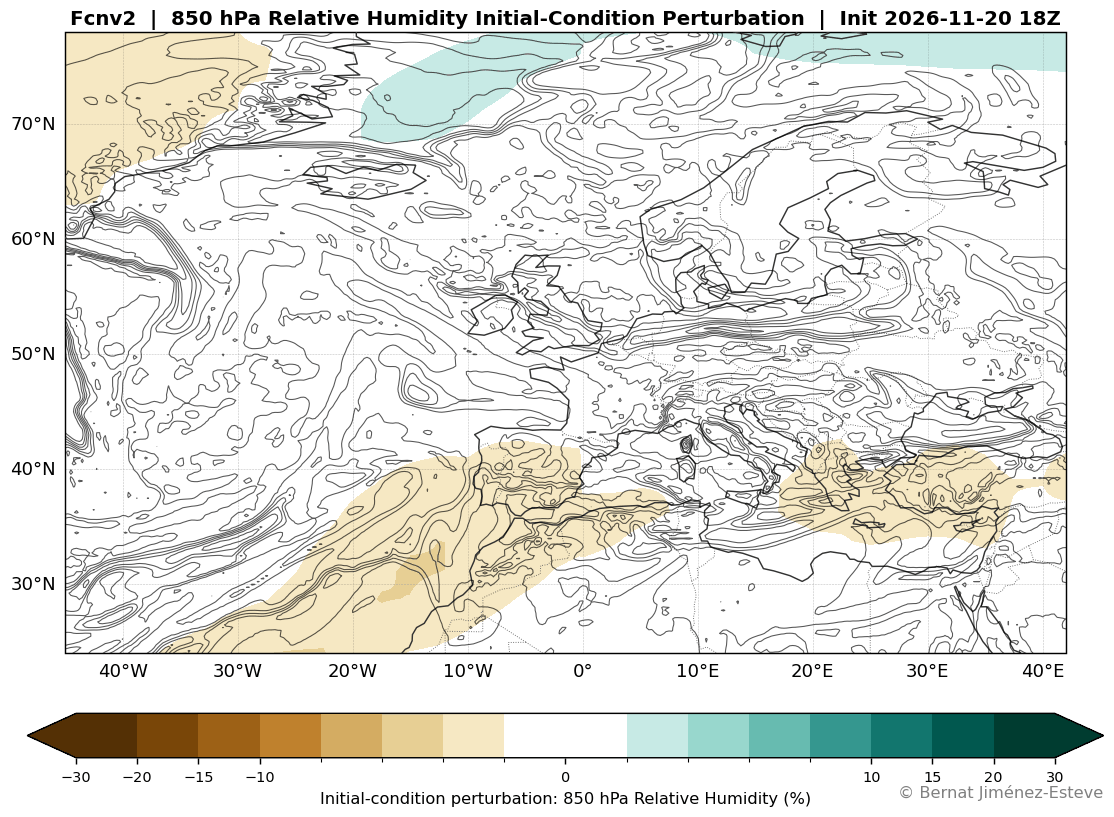 Fcnv2 | 850 hPa Relative Humidity Initial-Condition Perturbation | Init 2026-11-20 18Z
70°N
60°N
50°N
40°N
30°N
40°W 30°W 20°W 10°W 0° 10°E 20°E 30°E 40°E
−30 −20 −15 −10 0 10 15 20 30
Initial-condition perturbation: 850 hPa Relative Humidity (%)
© Bernat Jiménez-Esteve